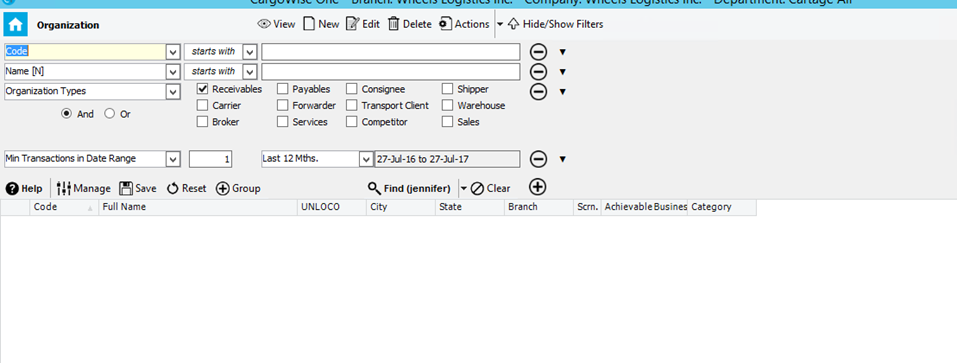 CargoWise One - Branch: Wheels Logistics Inc. - Company: Wheels Logistics Inc. - Department: Cartage All
Organization View New Edit Delete Actions Hide/Show Filters
Code starts with
Name [N] starts with
Organization Types Receivables Payables Consignee Shipper
Carrier Forwarder Transport Client Warehouse
And Or
Broker Services Competitor Sales
Min Transactions in Date Range 1 Last 12 Mths. 27-Jul-16 to 27-Jul-17
Help Manage Save Reset Group Find (jennifer) Clear
Code Full Name UNLOCO City State Branch Scrn. Achievable Busines Category